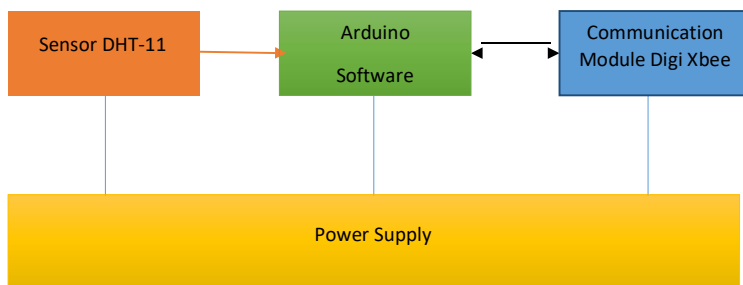 Sensor DHT-11
Arduino
Software
Communication
Module Digi Xbee
Power Supply